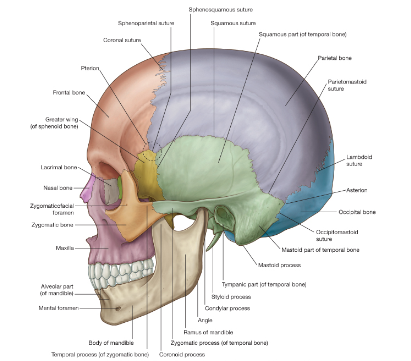 Sphenosquamous suture
Sphenoparietal suture
Squamous suture
Coronal suture
Squamous part (of temporal bone)
Pterion
Parietal bone
Frontal bone
Parietomastoid
suture
Greater wing
(of sphenoid bone)
Lambdoid
suture
Lacrimal bone
Nasal bone
Asterion
Zygomaticofacial
foramen
Occipital bone
Zygomatic bone
Occipitomastoid
suture
Maxilla
Mastoid part of temporal bone
Mastoid process
Alveolar part
(of mandible)
Tympanic part (of temporal bone)
Styloid process
Mental foramen
Condylar process
Angle
Ramus of mandible
Body of mandible
Zygomatic process (of temporal bone)
Temporal process (of zygomatic bone)
Coronoid process